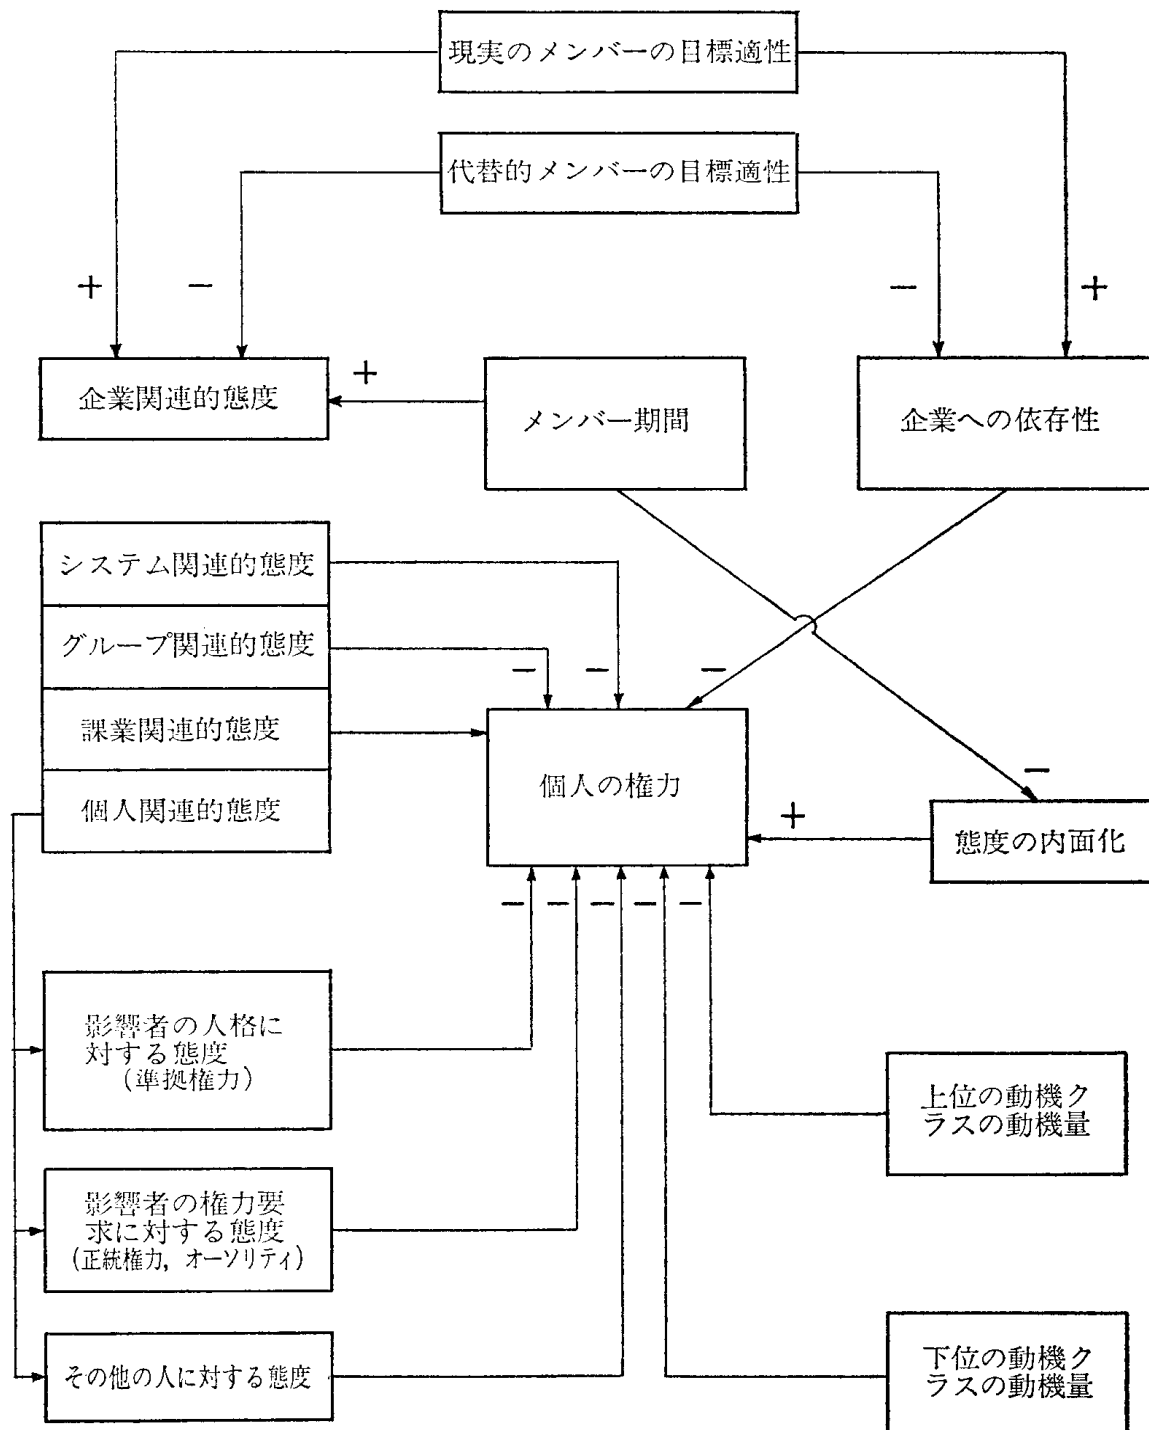 現実のメンバーの目標適性
代替的メンバーの目標適性
+
−
−
+
企業関連的態度
+
メンバー期間
企業への依存性
システム関連的態度
グループ関連的態度
課業関連的態度
個人関連的態度
−
−
−
個人の権力
−
+
態度の内面化
−
−
−
−
−
影響者の人格に
対する態度
(準拠権力)
上位の動機ク
ラスの動機量
影響者の権力要
求に対する態度
(正統権力,オーソリティ)
その他の人に対する態度
下位の動機ク
ラスの動機量